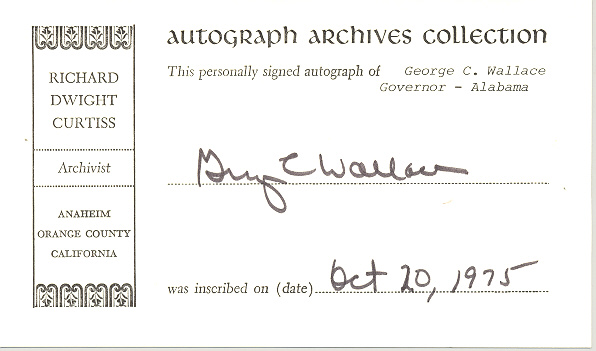 RICHARD
DWIGHT
CURTISS
Archivist
ANAHEIM
ORANGE COUNTY
CALIFORNIA
AUTOGRAPH ARCHIVES COLLECTION
This personally signed autograph of George C. Wallace
Governor - Alabama
George C Wallace
was inscribed on (date) Oct 20, 1975